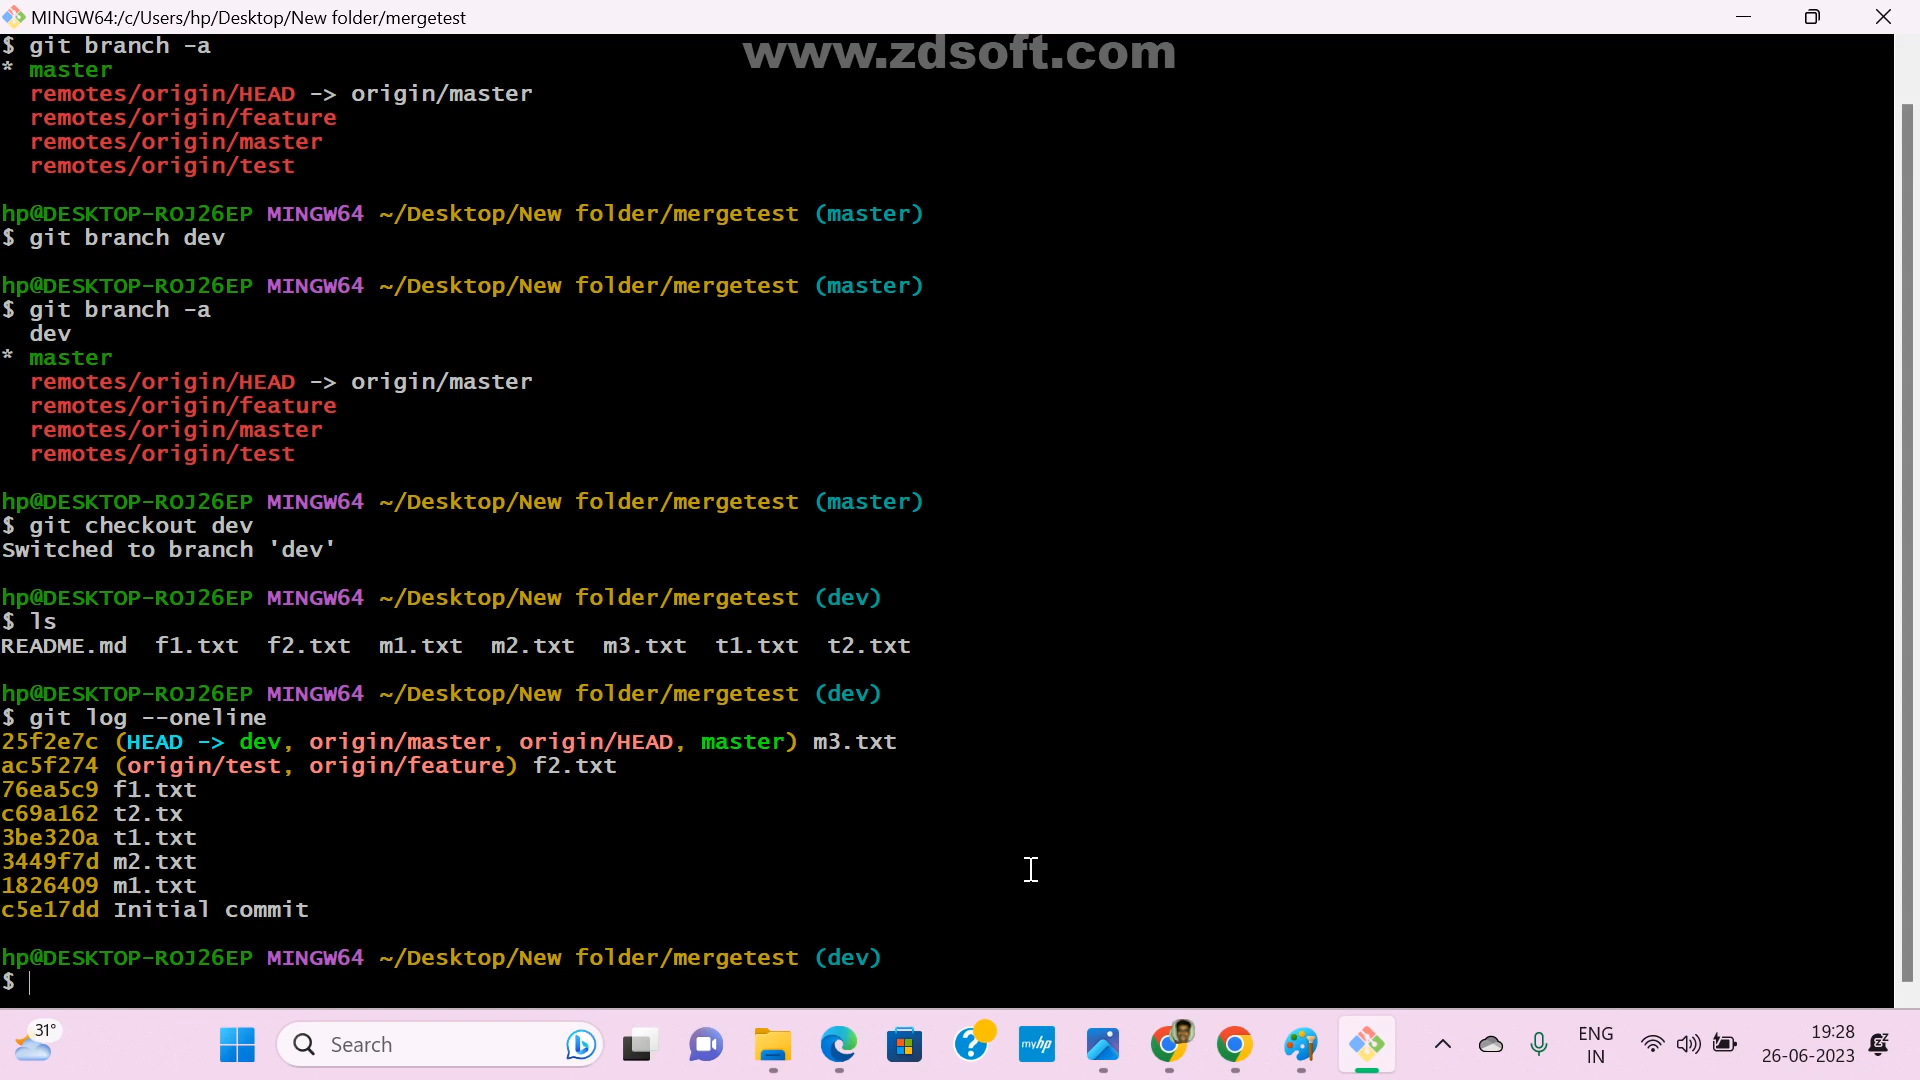 MINGW64:/c/Users/hp/Desktop/New folder/mergetest
www.zdsoft.com
$ git branch -a
* master
remotes/origin/HEAD -> origin/master
remotes/origin/feature
remotes/origin/master
remotes/origin/test
hp@DESKTOP-ROJ26EP MINGW64 ~/Desktop/New folder/mergetest (master)
$ git branch dev
hp@DESKTOP-ROJ26EP MINGW64 ~/Desktop/New folder/mergetest (master)
$ git branch -a
dev
* master
remotes/origin/HEAD -> origin/master
remotes/origin/feature
remotes/origin/master
remotes/origin/test
hp@DESKTOP-ROJ26EP MINGW64 ~/Desktop/New folder/mergetest (master)
$ git checkout dev
Switched to branch 'dev'
hp@DESKTOP-ROJ26EP MINGW64 ~/Desktop/New folder/mergetest (dev)
$ ls
README.md f1.txt f2.txt m1.txt m2.txt m3.txt t1.txt t2.txt
hp@DESKTOP-ROJ26EP MINGW64 ~/Desktop/New folder/mergetest (dev)
$ git log --oneline
25f2e7c (HEAD -> dev, origin/master, origin/HEAD, master) m3.txt
ac5f274 (origin/test, origin/feature) f2.txt
76ea5c9 f1.txt
c69a162 t2.tx
3be320a t1.txt
3449f7d m2.txt
1826409 m1.txt
c5e17dd Initial commit
hp@DESKTOP-ROJ26EP MINGW64 ~/Desktop/New folder/mergetest (dev)
$
31°
Search
myhp
ENG
IN
19:28
26-06-2023